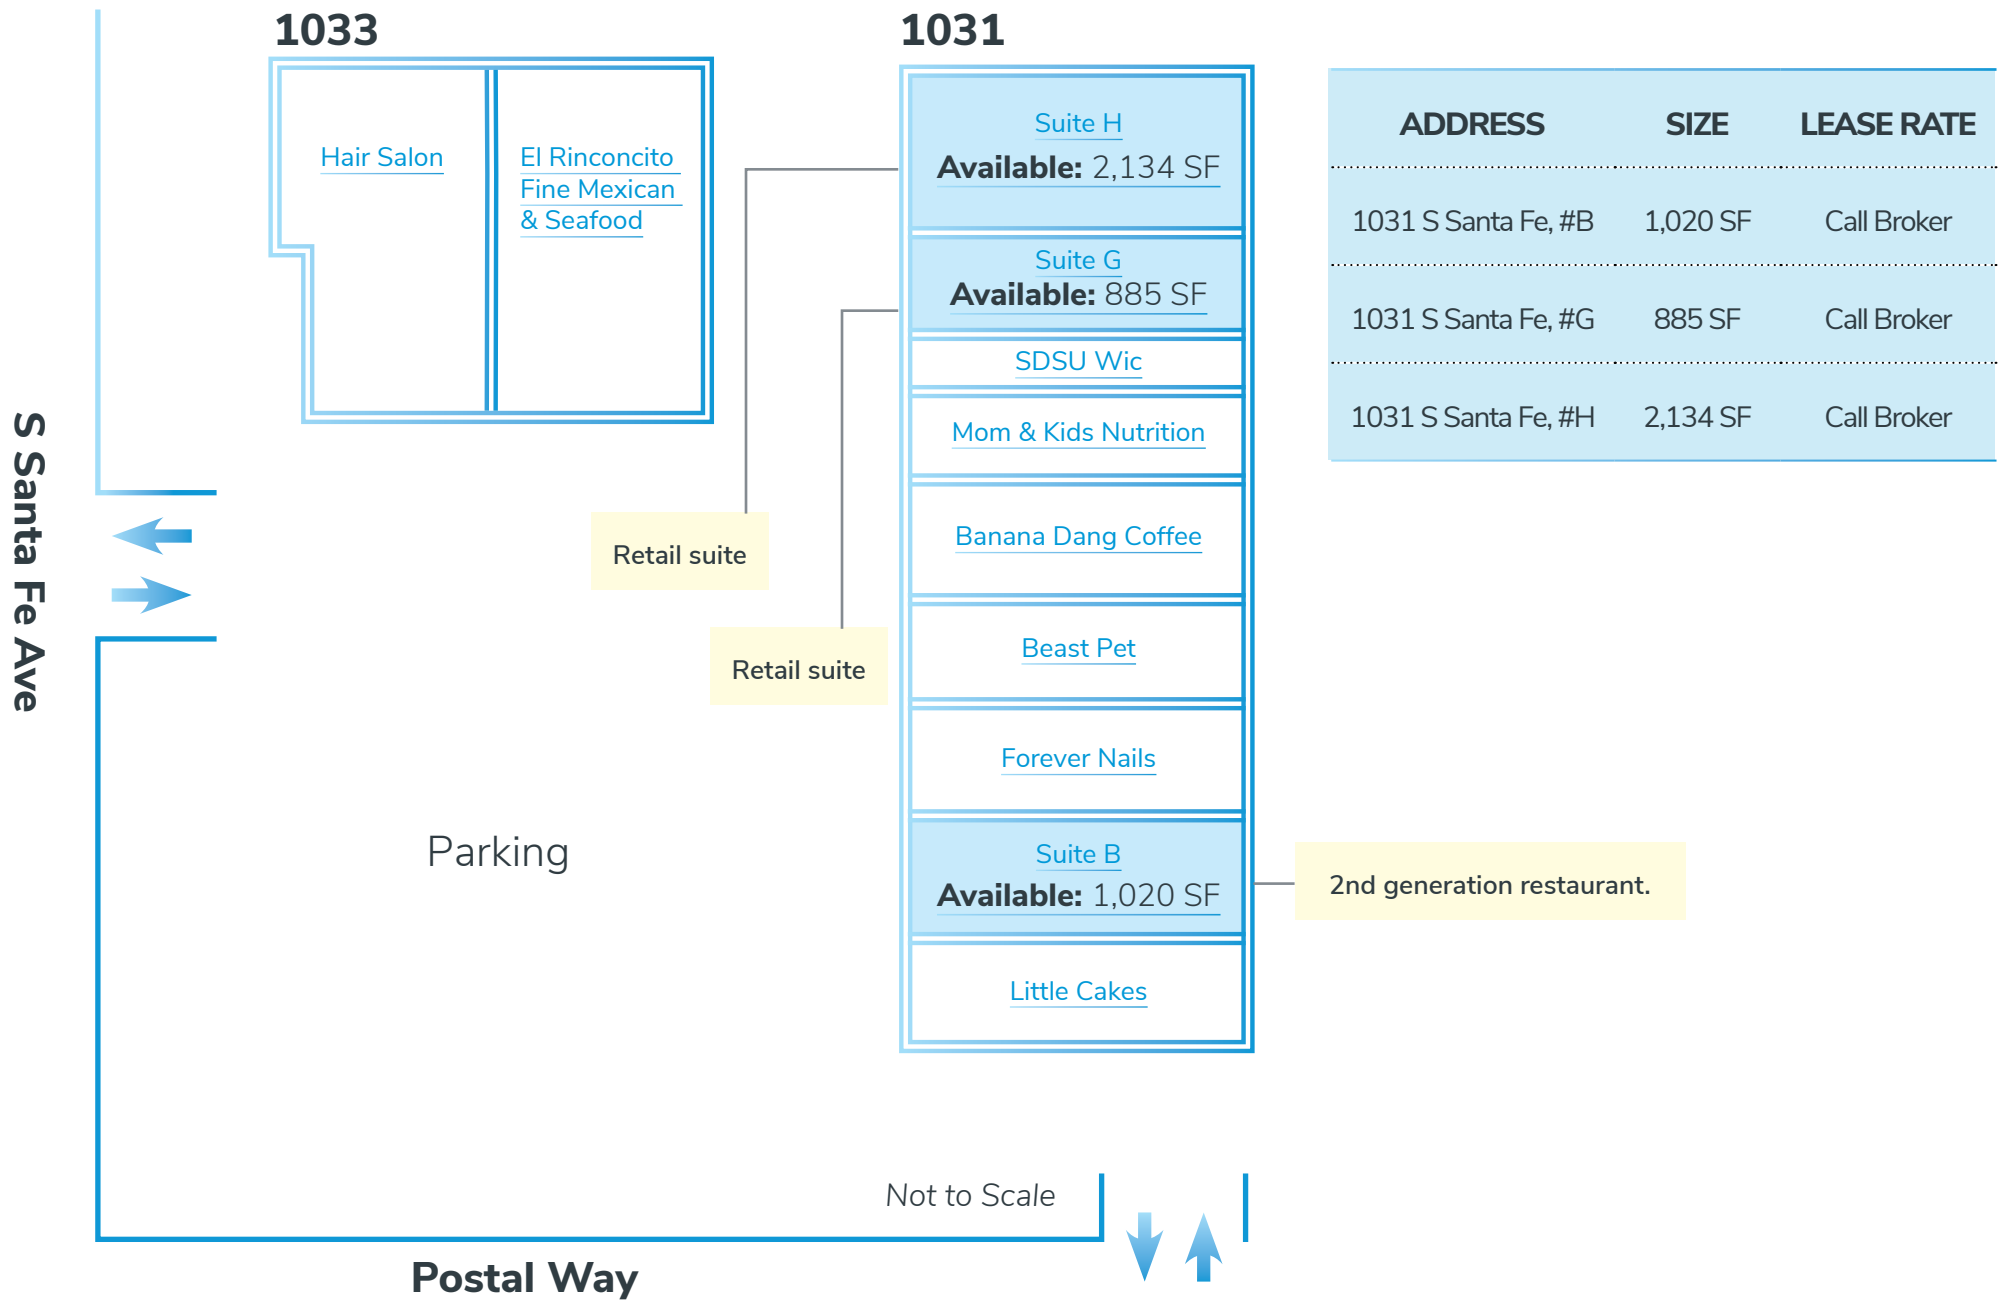 1033
Hair Salon
El Rinconcito
Fine Mexican
& Seafood
1031
Suite H
Available: 2,134 SF
Suite G
Available: 885 SF
SDSU Wic
Mom & Kids Nutrition
Banana Dang Coffee
Beast Pet
Forever Nails
Suite B
Available: 1,020 SF
Little Cakes
Retail suite
Retail suite
2nd generation restaurant.
ADDRESS SIZE LEASE RATE
1031 S Santa Fe, #B 1,020 SF Call Broker
1031 S Santa Fe, #G 885 SF Call Broker
1031 S Santa Fe, #H 2,134 SF Call Broker
S Santa Fe Ave
Parking
Not to Scale
Postal Way